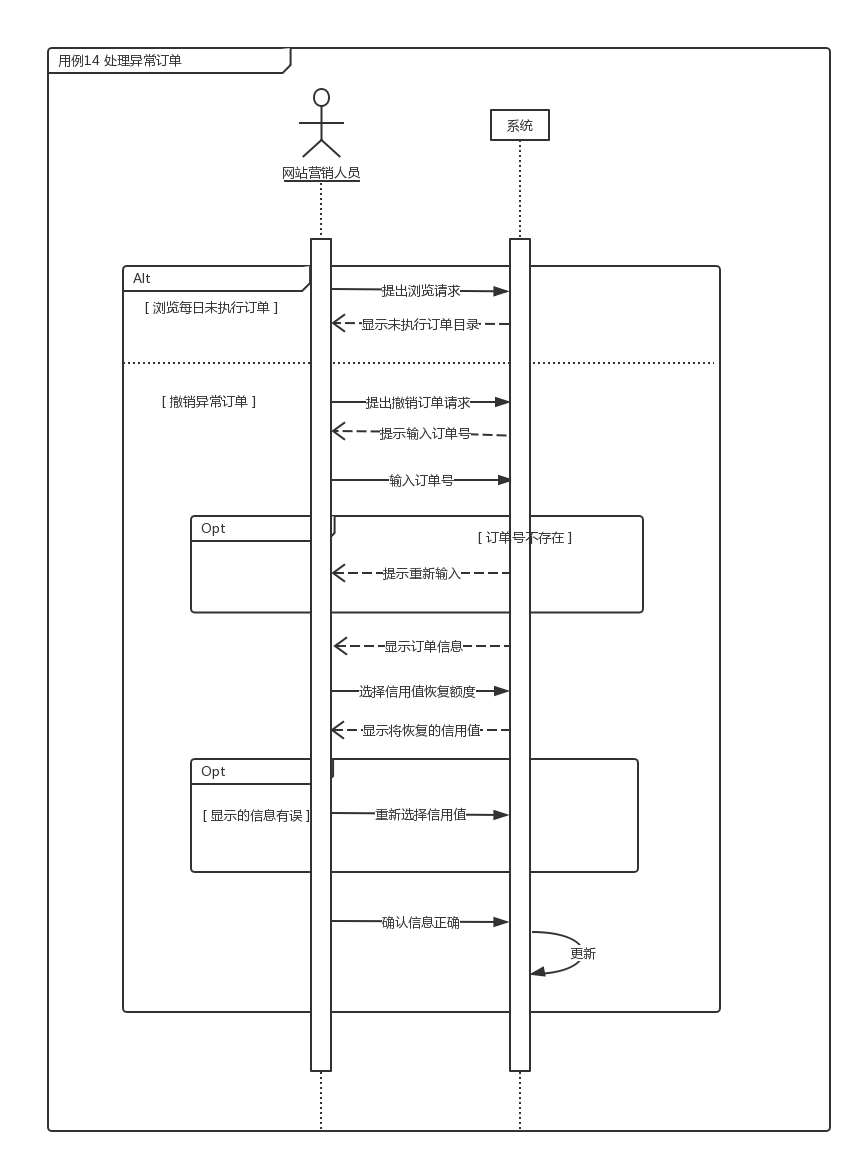 用例14 处理异常订单
系统
网站营销人员
Alt
提出浏览请求
[ 浏览每日未执行订单 ]
显示未执行订单目录
[ 撤销异常订单 ]
提出撤销订单请求
提示输入订单号
输入订单号
Opt
[ 订单号不存在 ]
提示重新输入
显示订单信息
选择信用值恢复额度
显示将恢复的信用值
Opt
[ 显示的信息有误 ]
重新选择信用值
确认信息正确
更新